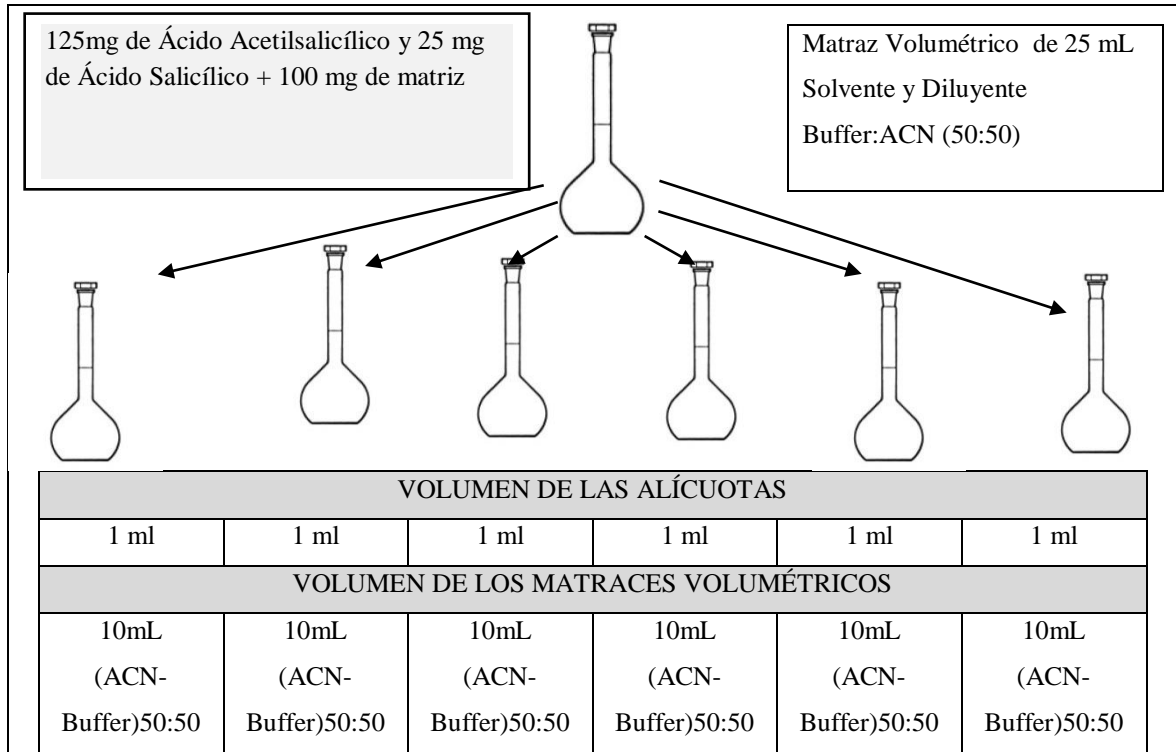 125mg de Ácido Acetilsalicílico y 25 mg
de Ácido Salicílico + 100 mg de matriz
Matraz Volumétrico de 25 mL
Solvente y Diluyente
Buffer:ACN (50:50)
VOLUMEN DE LAS ALÍCUOTAS
1 ml 1 ml 1 ml 1 ml 1 ml 1 ml
VOLUMEN DE LOS MATRACES VOLUMÉTRICOS
10mL 10mL 10mL 10mL 10mL 10mL
(ACN- (ACN- (ACN- (ACN- (ACN- (ACN-
Buffer)50:50 Buffer)50:50 Buffer)50:50 Buffer)50:50 Buffer)50:50 Buffer)50:50